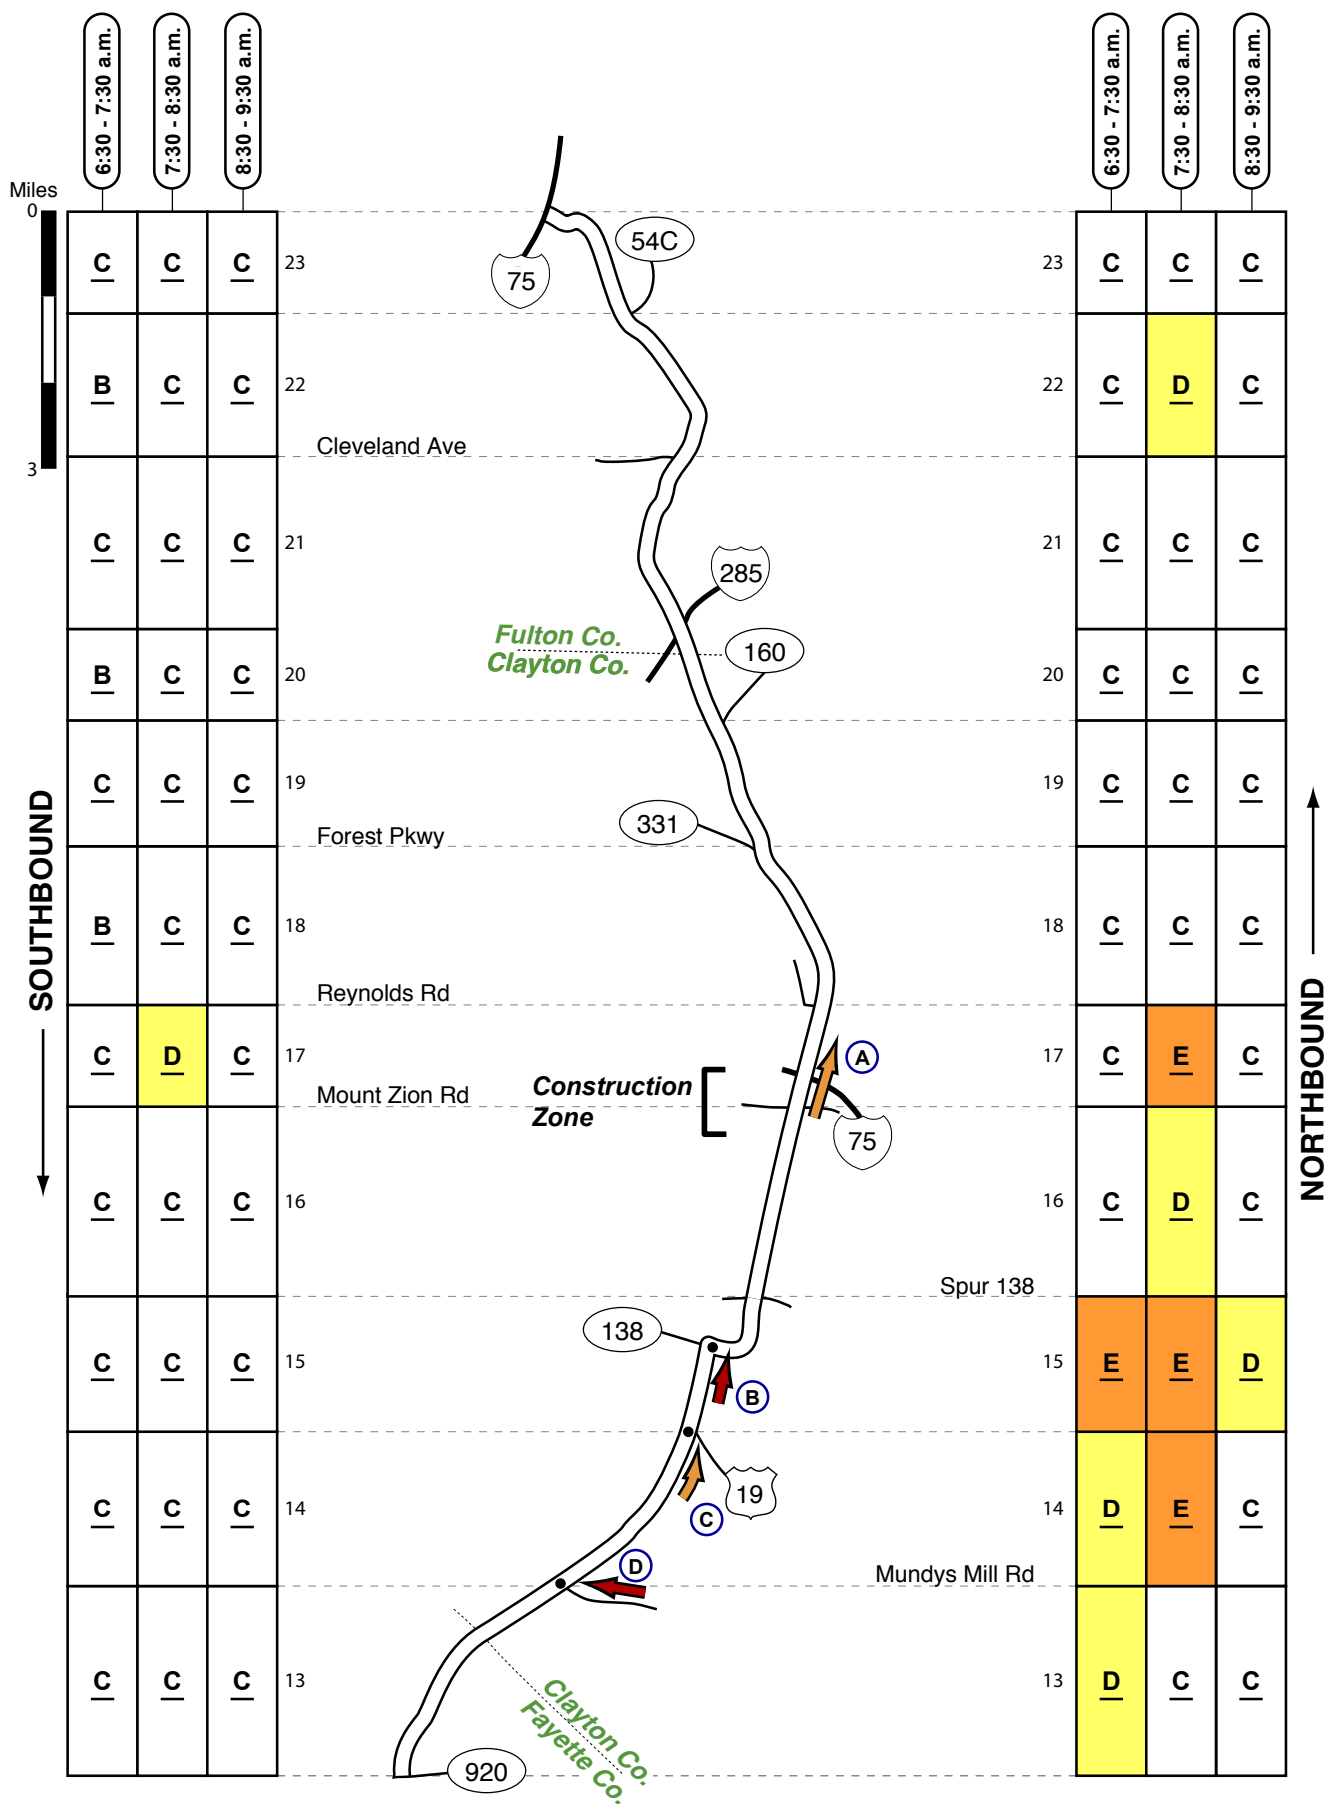 6:30 - 7:30 a.m. 7:30 - 8:30 a.m. 8:30 - 9:30 a.m. 6:30 - 7:30 a.m. 7:30 - 8:30 a.m. 8:30 - 9:30 a.m.
Miles
0
54C
C C C 23 75 23 C C C
B C C 22 22 C D C
Cleveland Ave
3
C C C 21 21 C C C
285
Fulton Co.
Clayton Co.
160
B C C 20 20 C C C
C C C 19 19 C C C
331
Forest Pkwy
SOUTHBOUND
B C C 18 18 C C C
Reynolds Rd
NORTHBOUND
C D C 17 A 17 C E C
Construction
Zone
Mount Zion Rd
75
C C C 16 16 C D C
Spur 138
138
C C C 15 B 15 E E D
19
C C C 14 C 14 D E C
D
Mundys Mill Rd
C C C 13 13 D C C
Clayton Co.
Fayette Co.
920